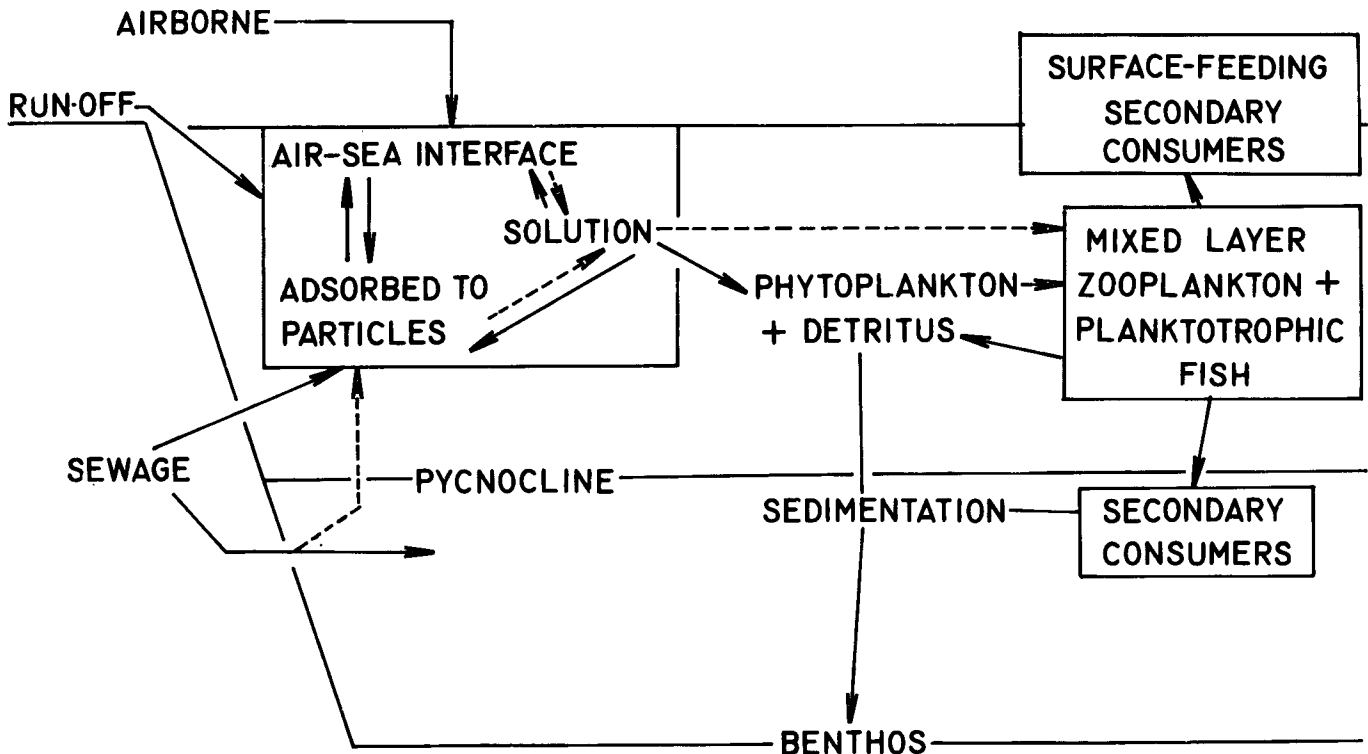 AIRBORNE
RUN-OFF
SURFACE-FEEDING
SECONDARY
CONSUMERS
AIR-SEA INTERFACE
SOLUTION
ADSORBED TO
PARTICLES
PHYTOPLANKTON
+ DETRITUS
MIXED LAYER
ZOOPLANKTON +
PLANKTOTROPHIC
FISH
SEWAGE
PYCNOCLINE
SEDIMENTATION
SECONDARY
CONSUMERS
BENTHOS